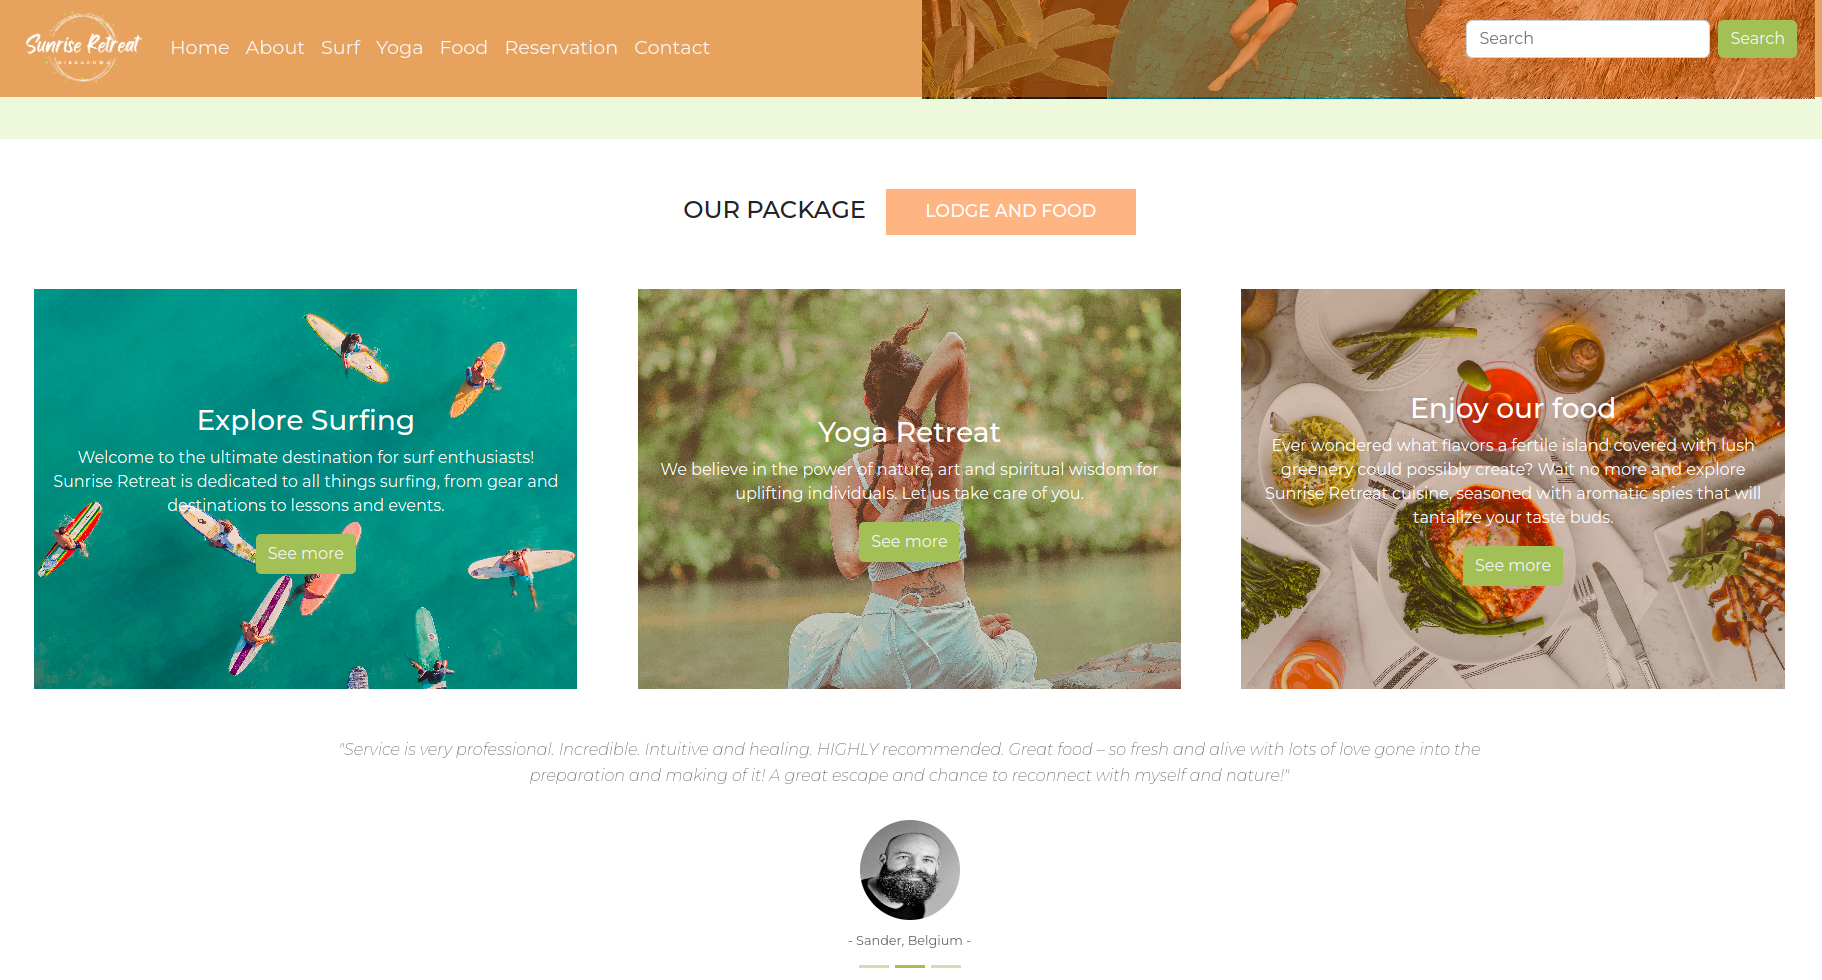 Sunrise Retreat
Home About Surf Yoga Food Reservation Contact
Search
Search
OUR PACKAGE
LODGE AND FOOD
Explore Surfing
Welcome to the ultimate destination for surf enthusiasts!
Sunrise Retreat is dedicated to all things surfing, from gear and
destinations to lessons and events.
See more
Yoga Retreat
We believe in the power of nature, art and spiritual wisdom for
uplifting individuals. Let us take care of you.
See more
Enjoy our food
Ever wondered what flavors a fertile island covered with lush
greenery could possibly create? Wait no more and explore
Sunrise Retreat cuisine, seasoned with aromatic spies that will
tantalize your taste buds.
See more
"Service is very professional. Incredible. Intuitive and healing. HIGHLY recommended. Great food – so fresh and alive with lots of love gone into the
preparation and making of it! A great escape and chance to reconnect with myself and nature!"
- Sander, Belgium -